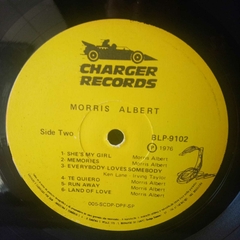 CHARGER
RECORDS
MORRIS ALBERT
Side Two
BLP-9102
℗ 1976
1- SHE'S MY GIRL Morris Albert
2- MEMORIES Morris Albert
3- EVERYBODY LOVES SOMEBODY
Ken Lane Irving Taylor
4- TE QUIERO Morris Albert
5- RUN AWAY Morris Albert
6- LAND OF LOVE Morris Albert